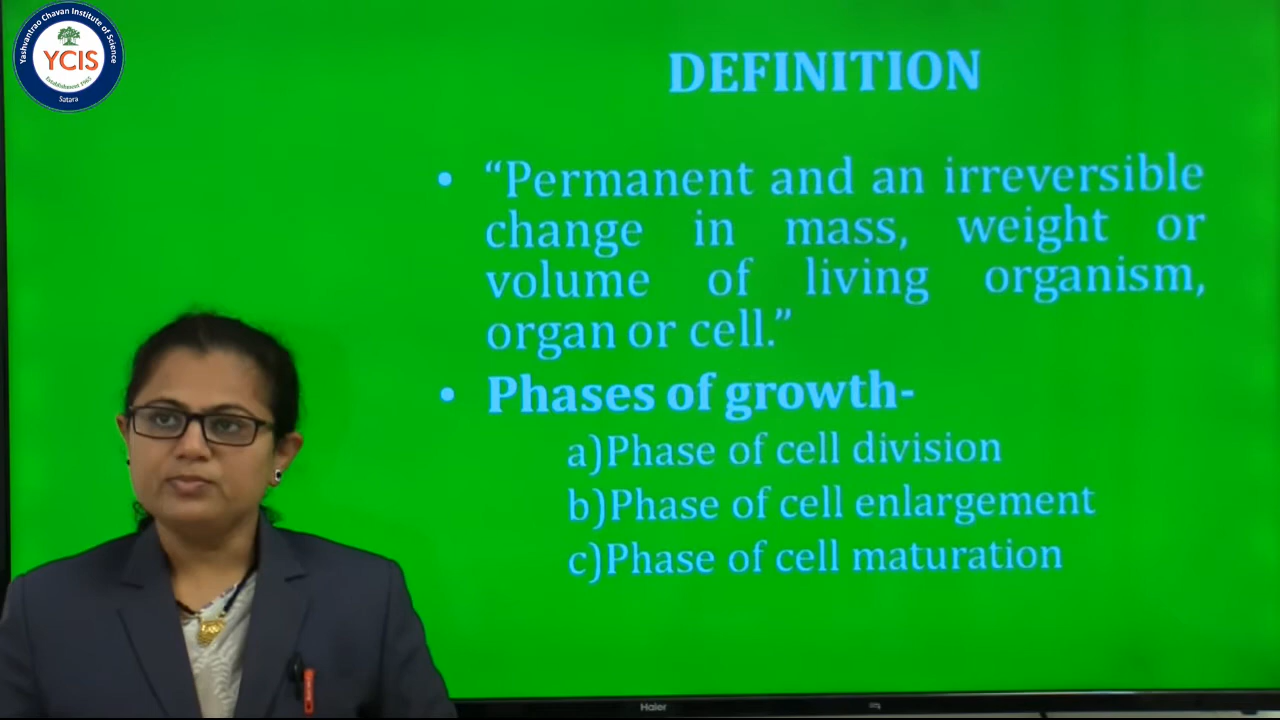 Yashvantrao Chavan Institute of Science
YCIS
Established 1965
Satara
DEFINITION
• “Permanent and an irreversible
change in mass, weight or
volume of living organism,
organ or cell.”
• Phases of growth-
a)Phase of cell division
b)Phase of cell enlargement
c)Phase of cell maturation
Haier